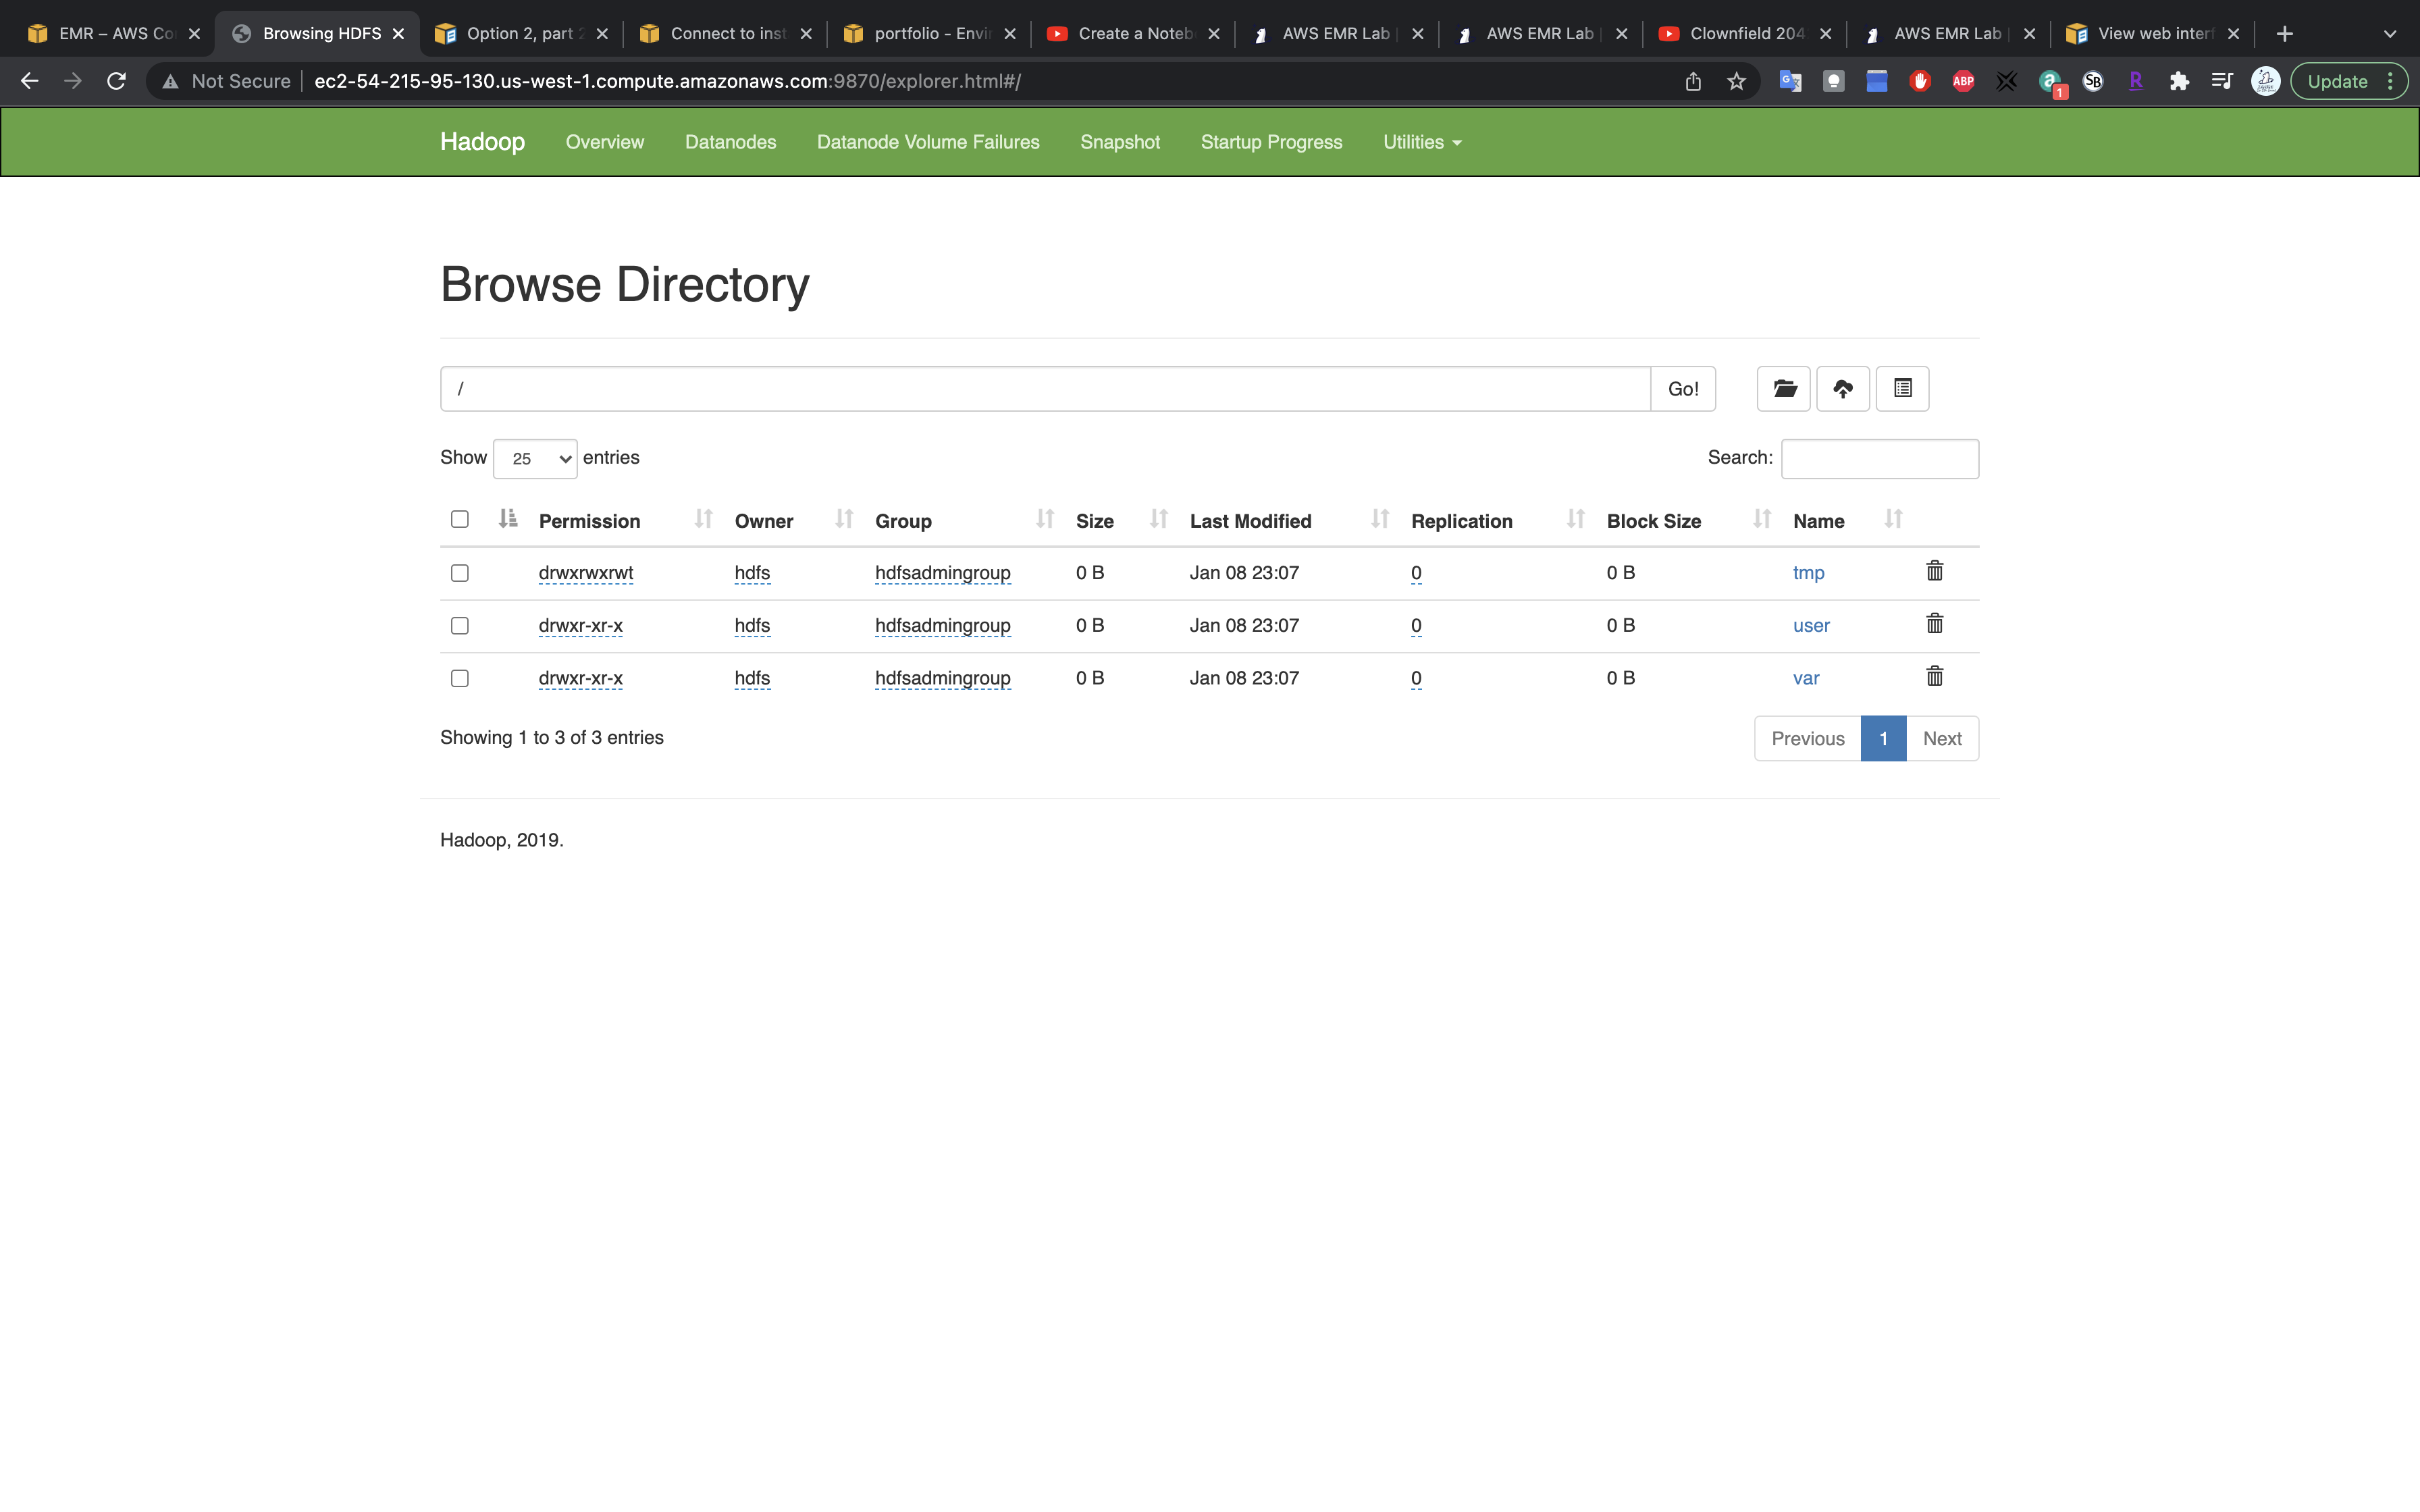 EMR – AWS Co
Browsing HDFS
Option 2, part 2
Connect to inst
portfolio - Envi
Create a Noteb
AWS EMR Lab |
AWS EMR Lab |
Clownfield 204
AWS EMR Lab |
View web interf
Not Secure | ec2-54-215-95-130.us-west-1.compute.amazonaws.com:9870/explorer.html#/
ABP
a
1
SB
R
Update
Hadoop Overview Datanodes Datanode Volume Failures Snapshot Startup Progress Utilities
Browse Directory
/ Go!
Show 25 entries Search:
Permission Owner Group Size Last Modified Replication Block Size Name
drwxrwxrwt hdfs hdfsadmingroup 0 B Jan 08 23:07 0 0 B tmp
drwxr-xr-x hdfs hdfsadmingroup 0 B Jan 08 23:07 0 0 B user
drwxr-xr-x hdfs hdfsadmingroup 0 B Jan 08 23:07 0 0 B var
Showing 1 to 3 of 3 entries Previous 1 Next
Hadoop, 2019.